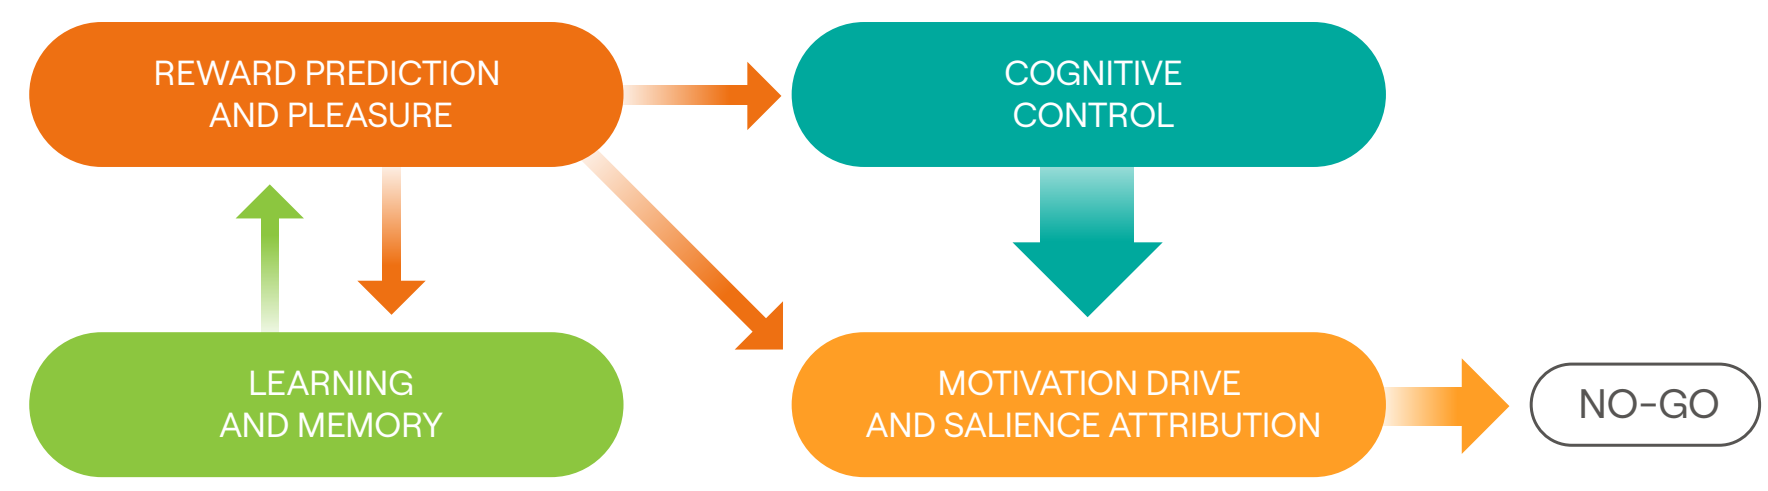 REWARD PREDICTION
AND PLEASURE
COGNITIVE
CONTROL
LEARNING
AND MEMORY
MOTIVATION DRIVE
AND SALIENCE ATTRIBUTION
NO-GO